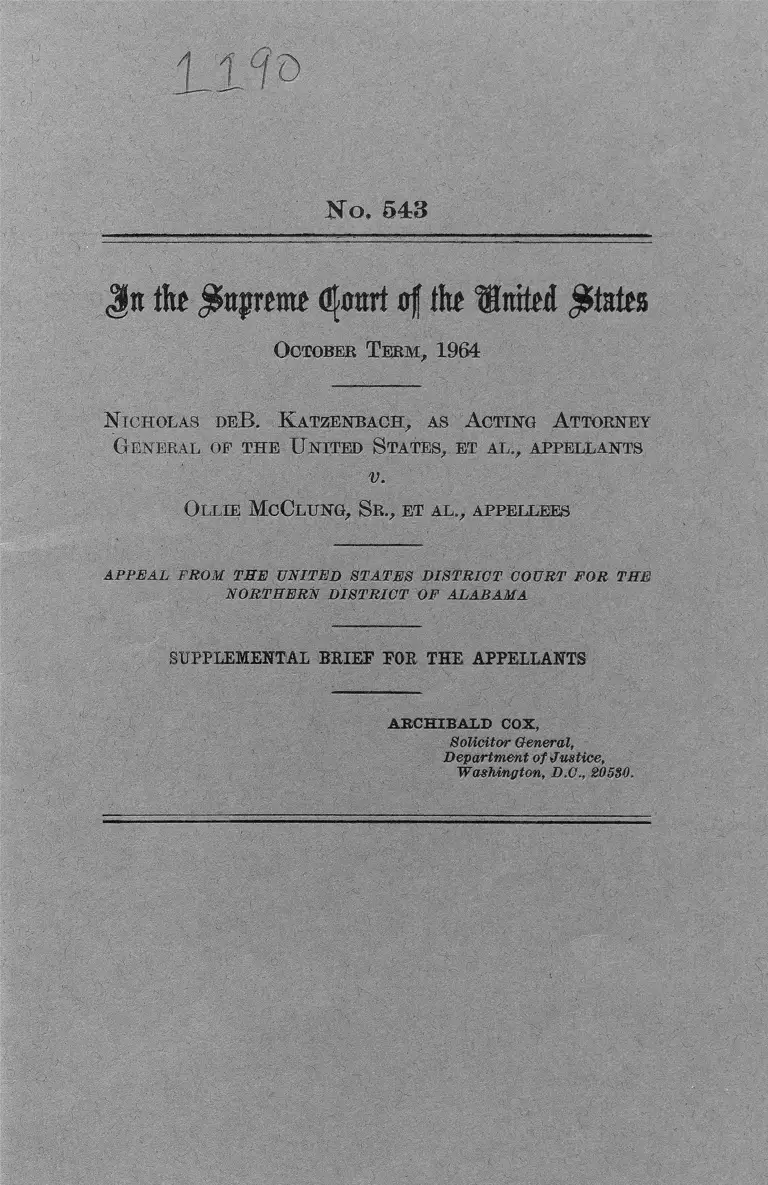 1190
No. 543
In the Supreme Court of the United States
OCTOBER TERM, 1964
NICHOLAS DEB. KATZENBACH, AS ACTING ATTORNEY
GENERAL OF THE UNITED STATES, ET AL., APPELLANTS
v.
OLLIE MCCLUNG, SR., ET AL., APPELLEES
APPEAL FROM THE UNITED STATES DISTRICT COURT FOR THE
NORTHERN DISTRICT OF ALABAMA
SUPPLEMENTAL BRIEF FOR THE APPELLANTS
ARCHIBALD COX,
Solicitor General,
Department of Justice,
Washington, D.C., 20530.